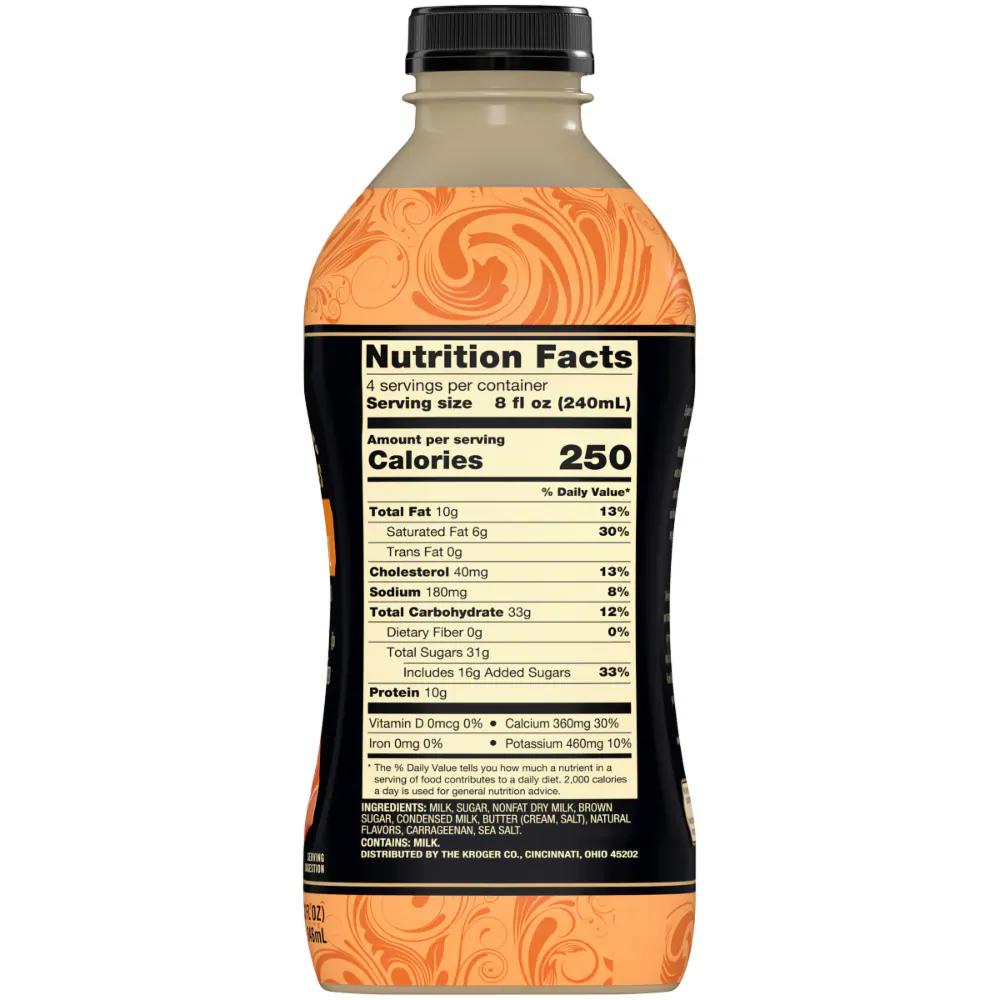 Nutrition Facts
4 servings per container
Serving size 8 fl oz (240mL)
Amount per serving
Calories 250
% Daily Value*
Total Fat 10g 13%
Saturated Fat 6g 30%
Trans Fat 0g
Cholesterol 40mg 13%
Sodium 180mg 8%
Total Carbohydrate 33g 12%
Dietary Fiber 0g 0%
Total Sugars 31g
Includes 16g Added Sugars 33%
Protein 10g
Vitamin D 0mcg 0% • Calcium 360mg 30%
Iron 0mg 0% • Potassium 460mg 10%
* The % Daily Value tells you how much a nutrient in a
serving of food contributes to a daily diet. 2,000 calories
a day is used for general nutrition advice.
INGREDIENTS: MILK, SUGAR, NONFAT DRY MILK, BROWN
SUGAR, CONDENSED MILK, BUTTER (CREAM, SALT), NATURAL
FLAVORS, CARRAGEENAN, SEA SALT.
CONTAINS: MILK.
DISTRIBUTED BY THE KROGER CO., CINCINNATI, OHIO 45202
SERVING
OZ)